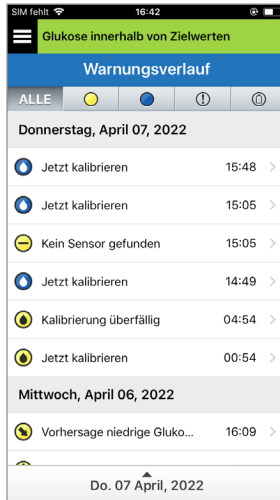 SIM fehlt 16:42
Glukose innerhalb von Zielwerten
Warnungsverlauf
ALLE
Donnerstag, April 07, 2022
Jetzt kalibrieren 15:48
Jetzt kalibrieren 15:05
Kein Sensor gefunden 15:05
Jetzt kalibrieren 14:49
Kalibrierung überfällig 04:54
Jetzt kalibrieren 00:54
Mittwoch, April 06, 2022
Vorhersage niedrige Gluko... 16:09
Do. 07 April, 2022